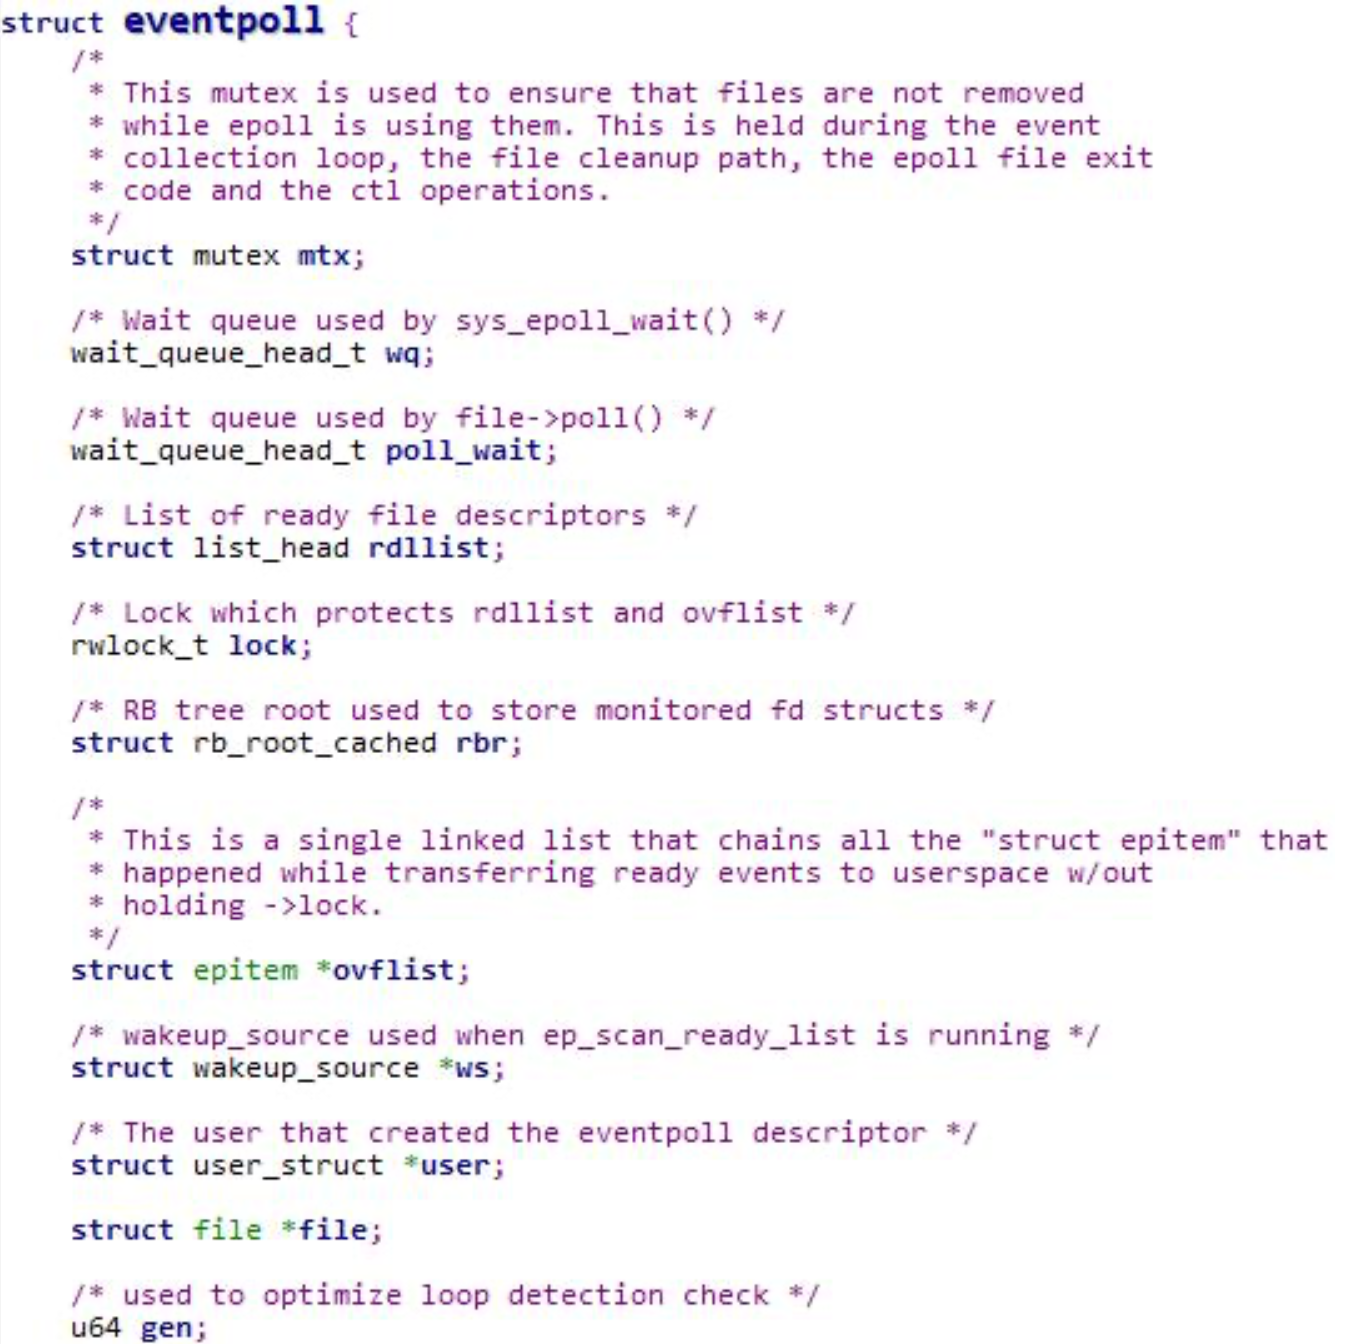 struct eventpoll {
    /*
     * This mutex is used to ensure that files are not removed
     * while epoll is using them. This is held during the event
     * collection loop, the file cleanup path, the epoll file exit
     * code and the ctl operations.
     */
    struct mutex mtx;

    /* Wait queue used by sys_epoll_wait() */
    wait_queue_head_t wq;

    /* Wait queue used by file->poll() */
    wait_queue_head_t poll_wait;

    /* List of ready file descriptors */
    struct list_head rdllist;

    /* Lock which protects rdllist and ovflist */
    rwlock_t lock;

    /* RB tree root used to store monitored fd structs */
    struct rb_root_cached rbr;

    /*
     * This is a single linked list that chains all the "struct epitem" that
     * happened while transferring ready events to userspace w/out
     * holding ->lock.
     */
    struct epitem *ovflist;

    /* wakeup_source used when ep_scan_ready_list is running */
    struct wakeup_source *ws;

    /* The user that created the eventpoll descriptor */
    struct user_struct *user;

    struct file *file;

    /* used to optimize loop detection check */
    u64 gen;